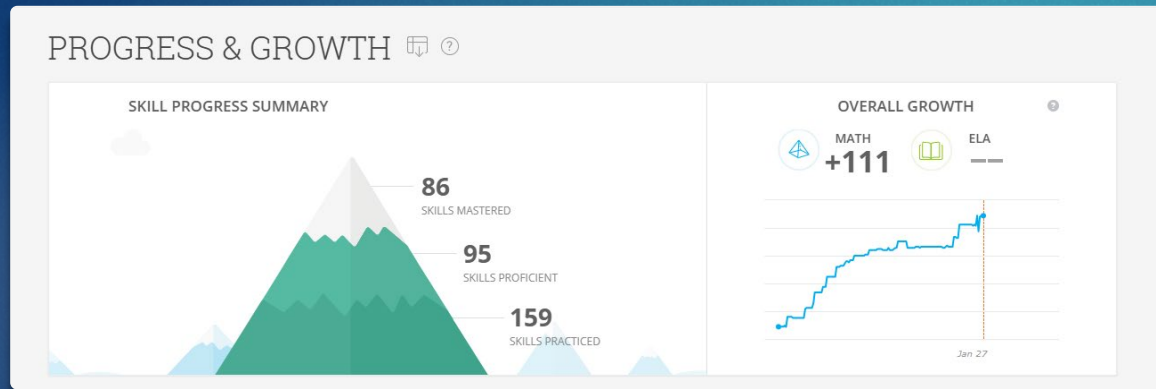 PROGRESS & GROWTH ?
SKILL PROGRESS SUMMARY
86
SKILLS MASTERED
95
SKILLS PROFICIENT
159
SKILLS PRACTICED
OVERALL GROWTH ?
MATH
+111
ELA
——
Jan 27